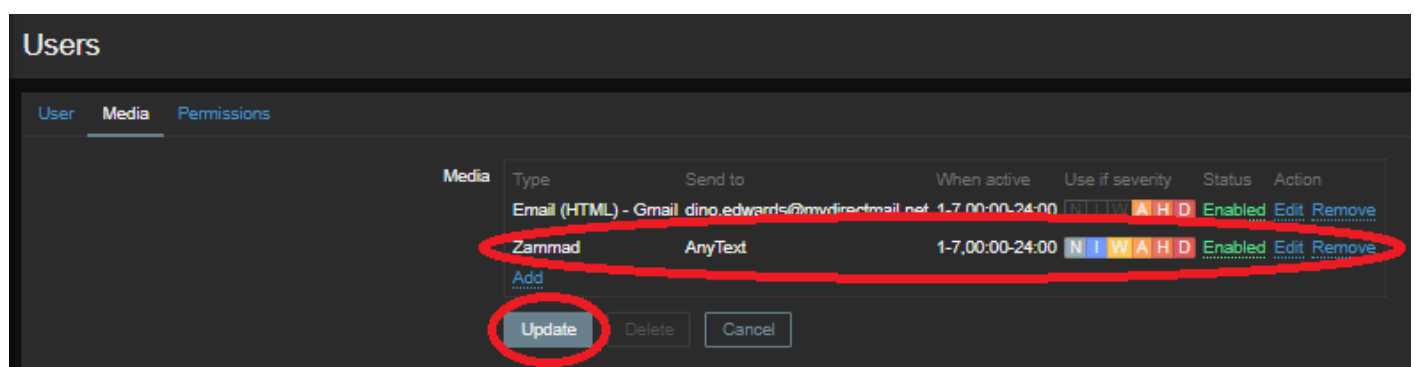 Users
User Media Permissions
Media Type Send to When active Use if severity Status Action
Email (HTML) - Gmail dino.edwards@mydirectmail.net 1-7,00:00-24:00 N I W A H D Enabled Edit Remove
Zammad AnyText 1-7,00:00-24:00 N I W A H D Enabled Edit Remove
Add
Update Delete Cancel